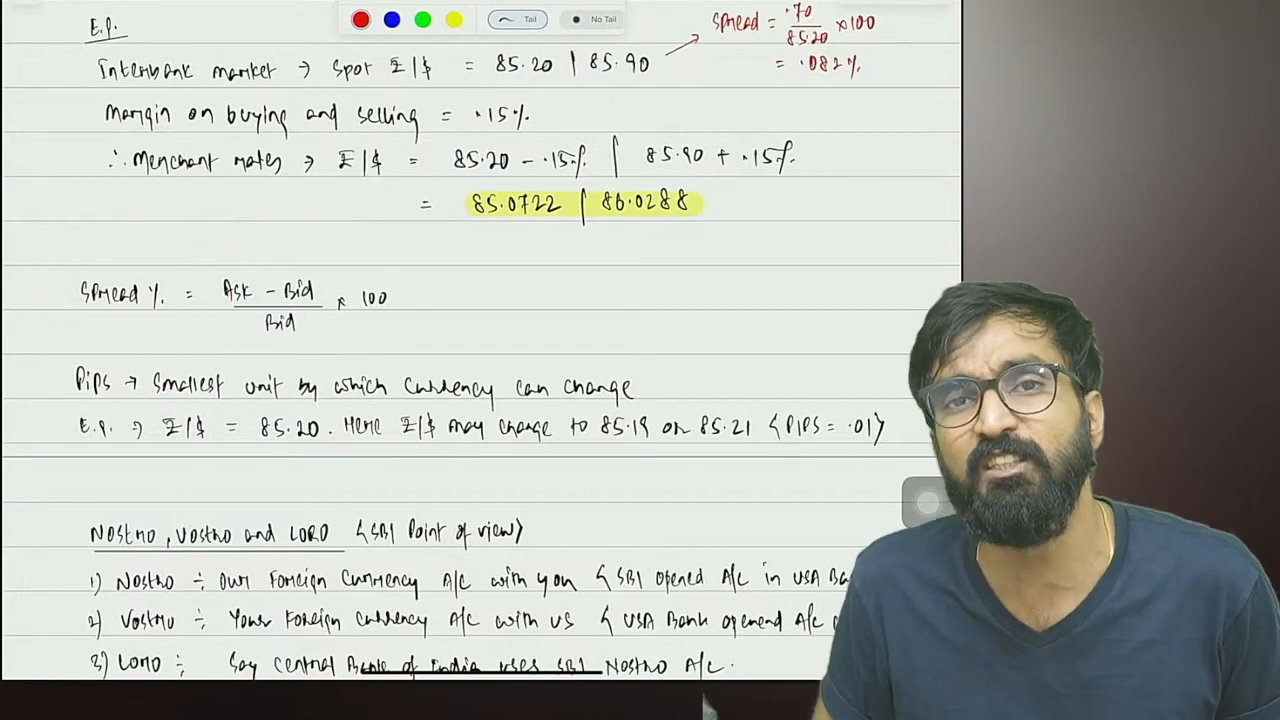 E.g.
Tail
No Tail
Spread = .70 / 85.20 × 100
= .082%
Interbank market → Spot ₹/$ = 85.20 | 85.90
Margin on buying and selling = .15%
∴ Merchant rates → ₹/$ = 85.20 - .15% | 85.90 + .15%
= 85.0722 | 86.0288
Spread % = Ask - Bid / Bid × 100
Pips → Smallest unit by which currency can change
E.g. → ₹/$ = 85.20. Here ₹/$ may change to 85.19 or 85.21 {PIPS = .01}
Nostro, Vostro and LORO {SBI Point of view}
1) Nostro ÷ Our Foreign Currency A/c with you {SBI opened A/c in USA Ba
2) Vostro ÷ Your Foreign Currency A/c with us { USA Bank openend A/c
3) LORO ÷ Say Central Bank of India uses SBI Nostro A/c.